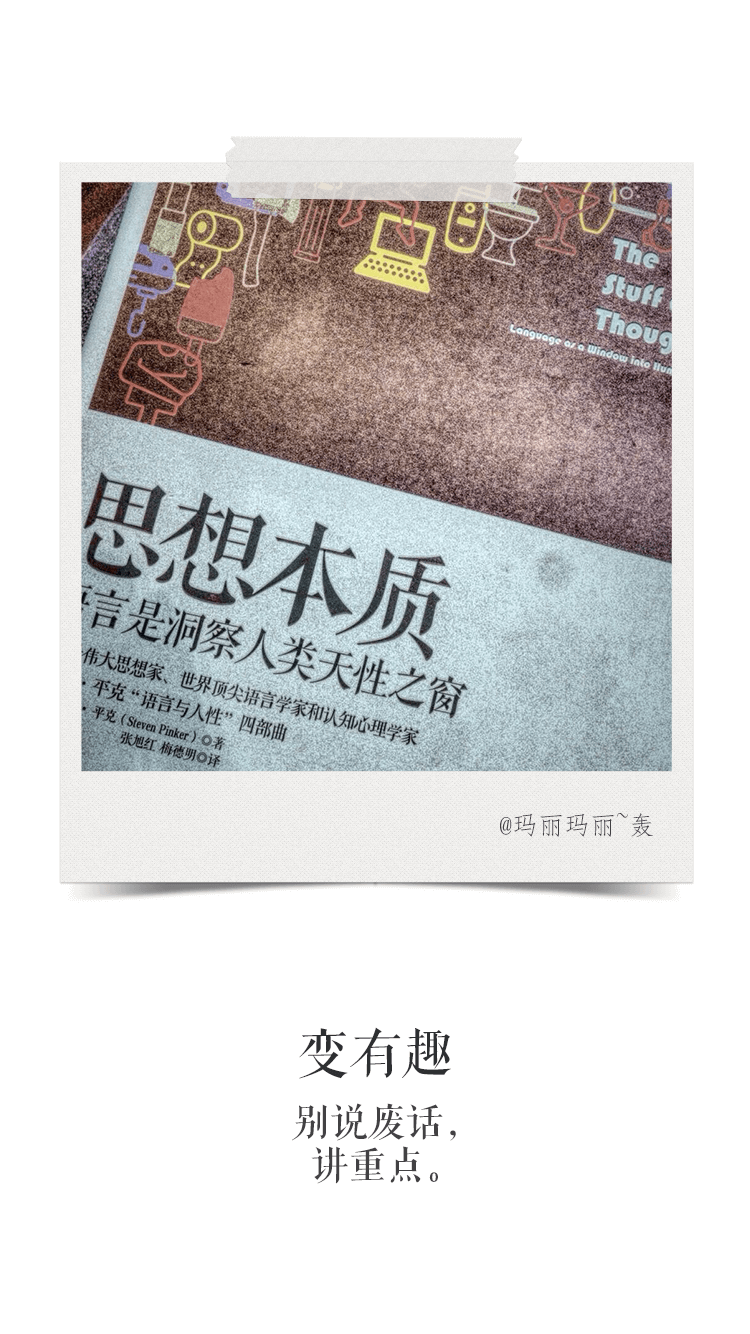 The
Stuff
Thoug
Language as a Window into Hum
思想本质
语言是洞察人类天性之窗
伟大思想家、世界顶尖语言学家和认知心理学家
·平克“语言与人性”四部曲
·平克(Steven Pinker)◎著
张旭红 梅德明◎译
@玛丽玛丽~轰
变有趣
别说废话,
讲重点。